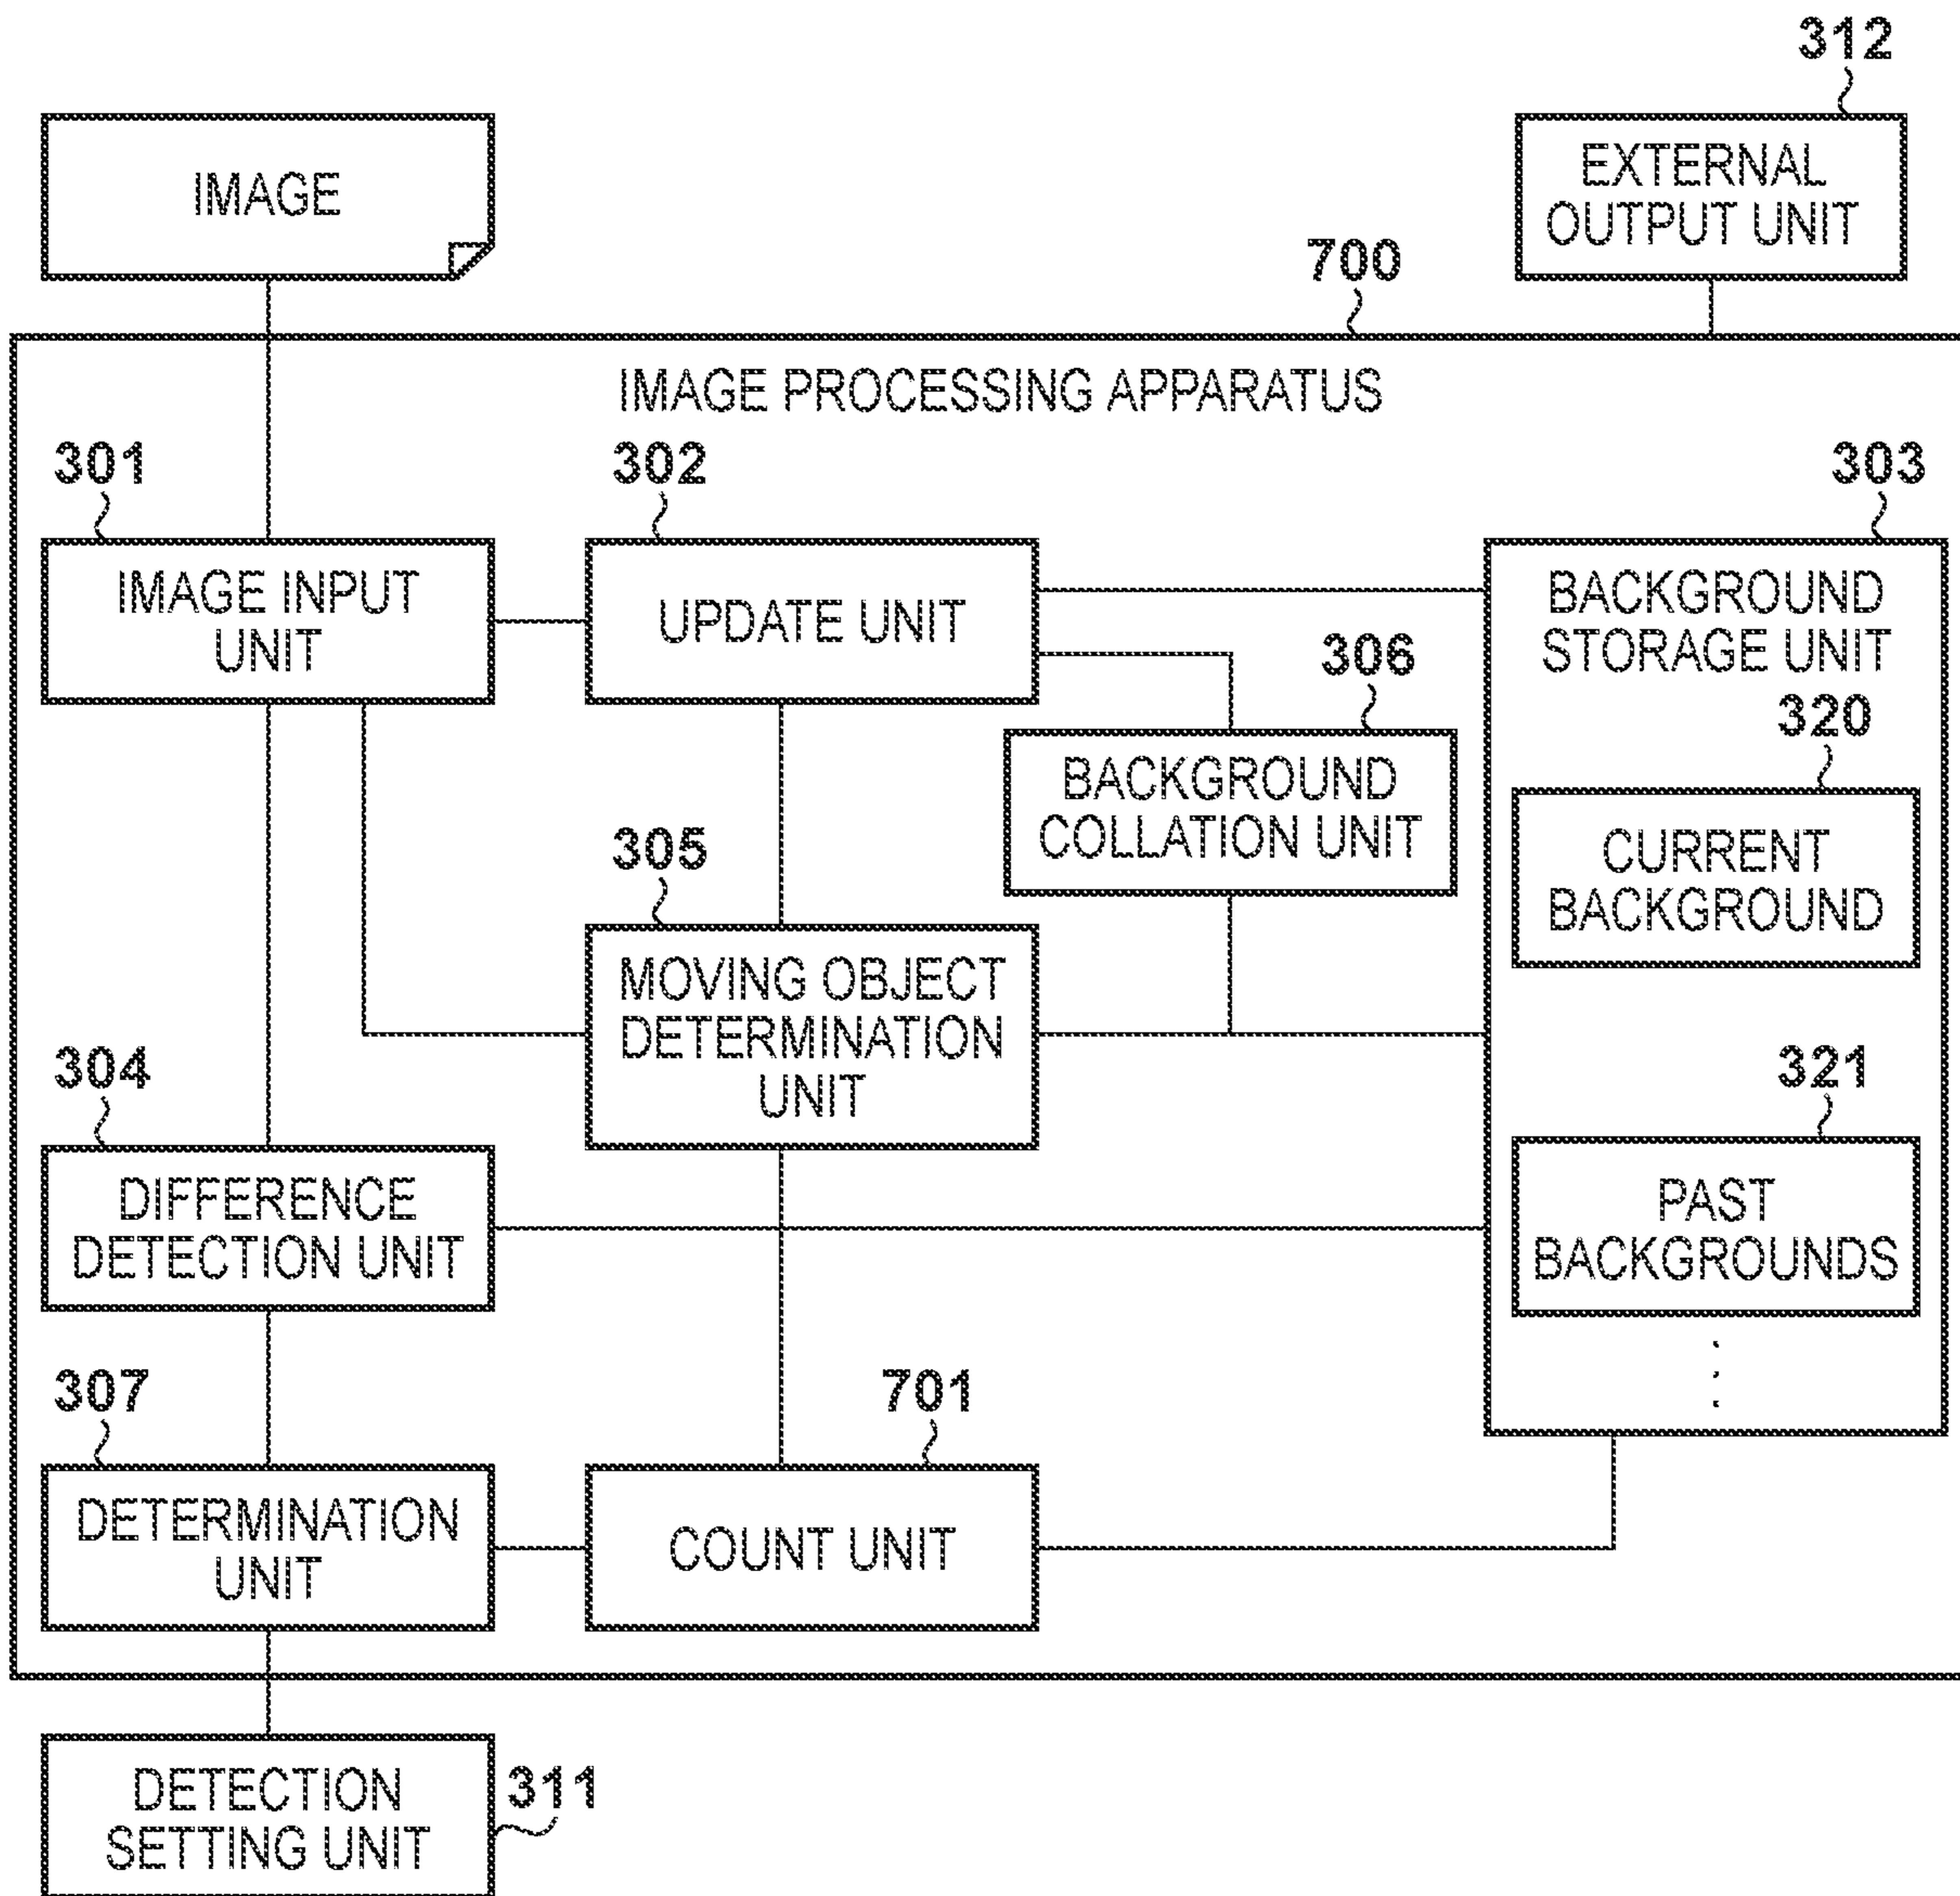 312
IMAGE
EXTERNAL
OUTPUT UNIT
700
IMAGE PROCESSING APPARATUS
301
302
303
IMAGE INPUT
UNIT
UPDATE UNIT
BACKGROUND
STORAGE UNIT
306
320
BACKGROUND
COLLATION UNIT
CURRENT
BACKGROUND
305
MOVING OBJECT
DETERMINATION
UNIT
304
321
DIFFERENCE
DETECTION UNIT
PAST
BACKGROUNDS
307
701
DETERMINATION
UNIT
COUNT UNIT
DETECTION
SETTING UNIT
311